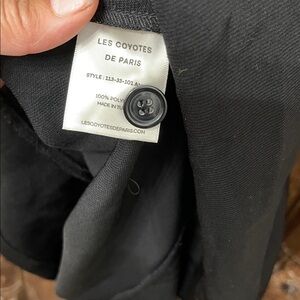 LES COYOTES
DE PARIS
STYLE : 113-33-102
100%
MADE IN
LESCOYOTESDEPARIS.COM